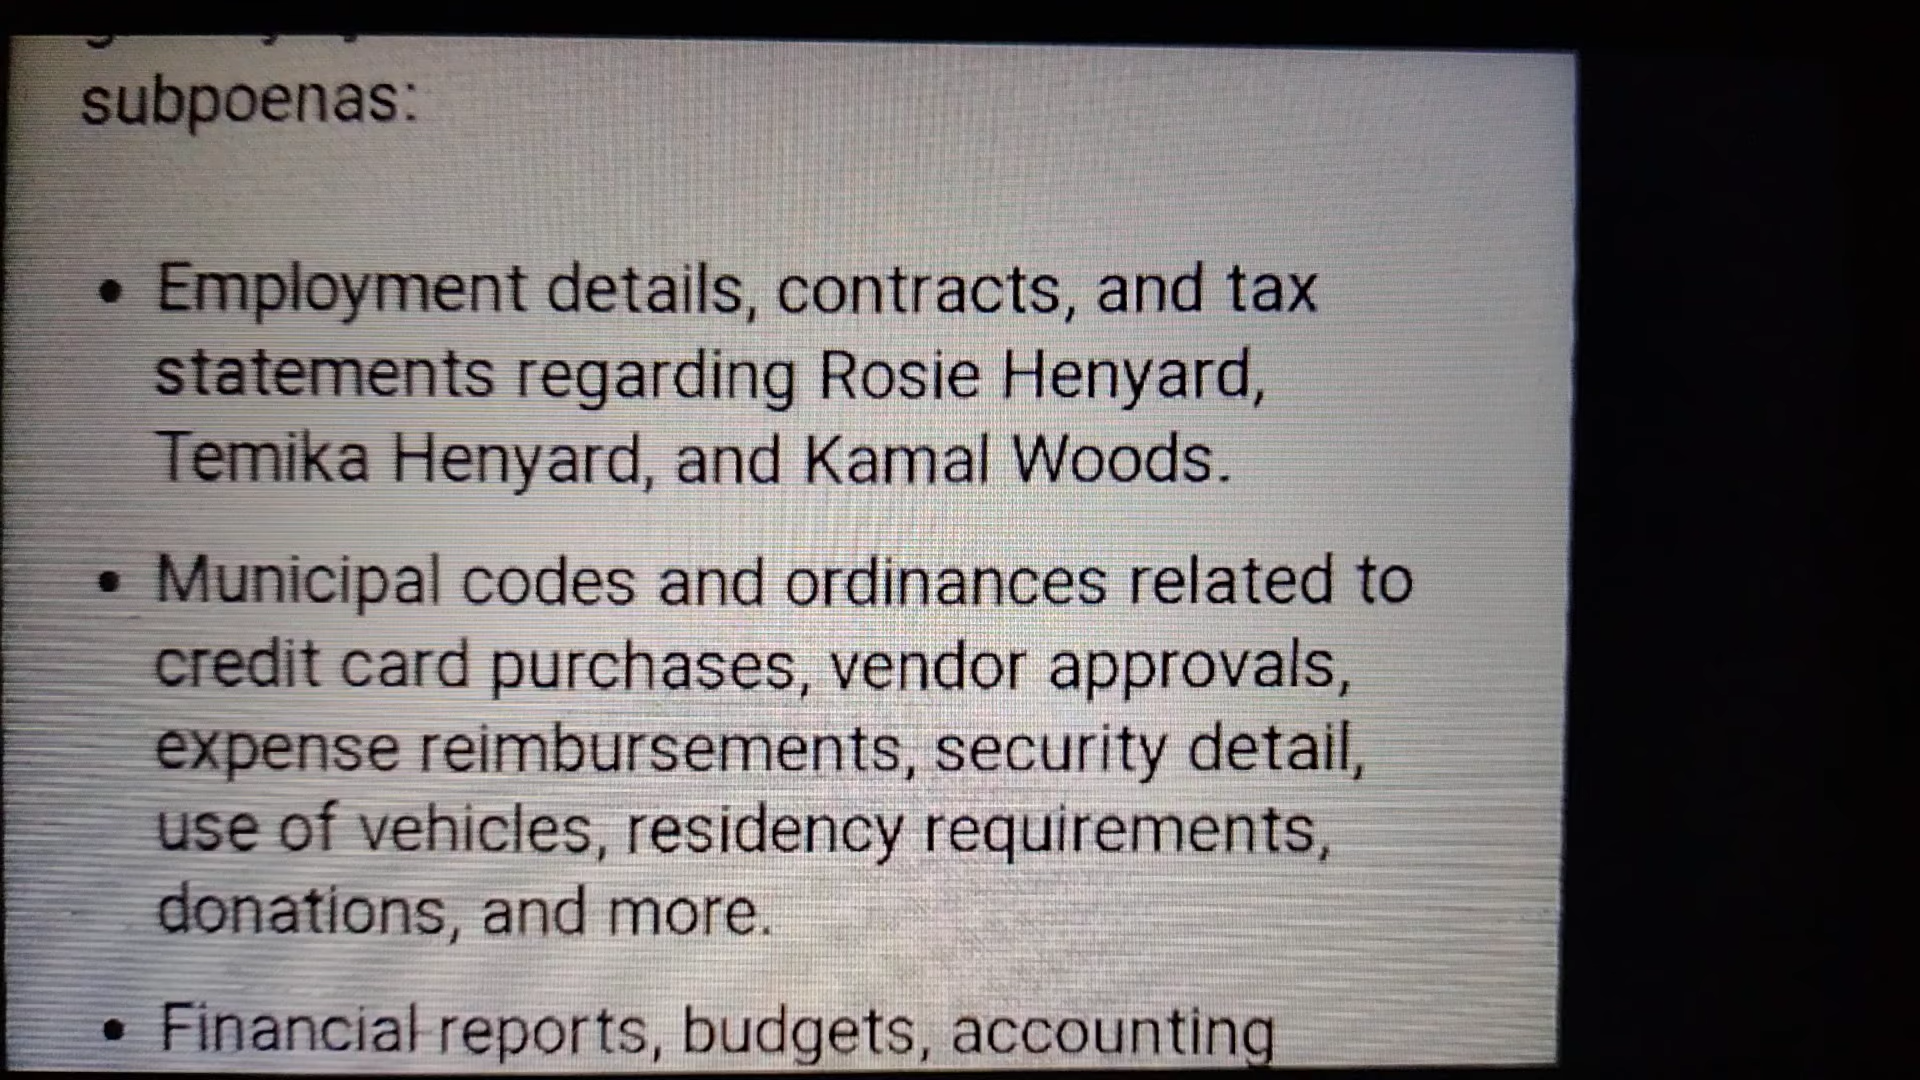 subpoenas:
• Employment details, contracts, and tax
statements regarding Rosie Henyard,
Temika Henyard, and Kamal Woods.
• Municipal codes and ordinances related to
credit card purchases, vendor approvals,
expense reimbursements, security detail,
use of vehicles, residency requirements,
donations, and more.
• Financial reports, budgets, accounting